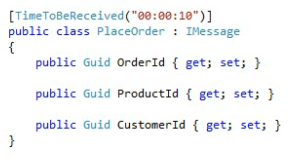 [TimeToBeReceived("00:00:10")]
public class PlaceOrder : IMessage
{
public Guid OrderId { get; set; }
public Guid ProductId { get; set; }
public Guid CustomerId { get; set; }
}